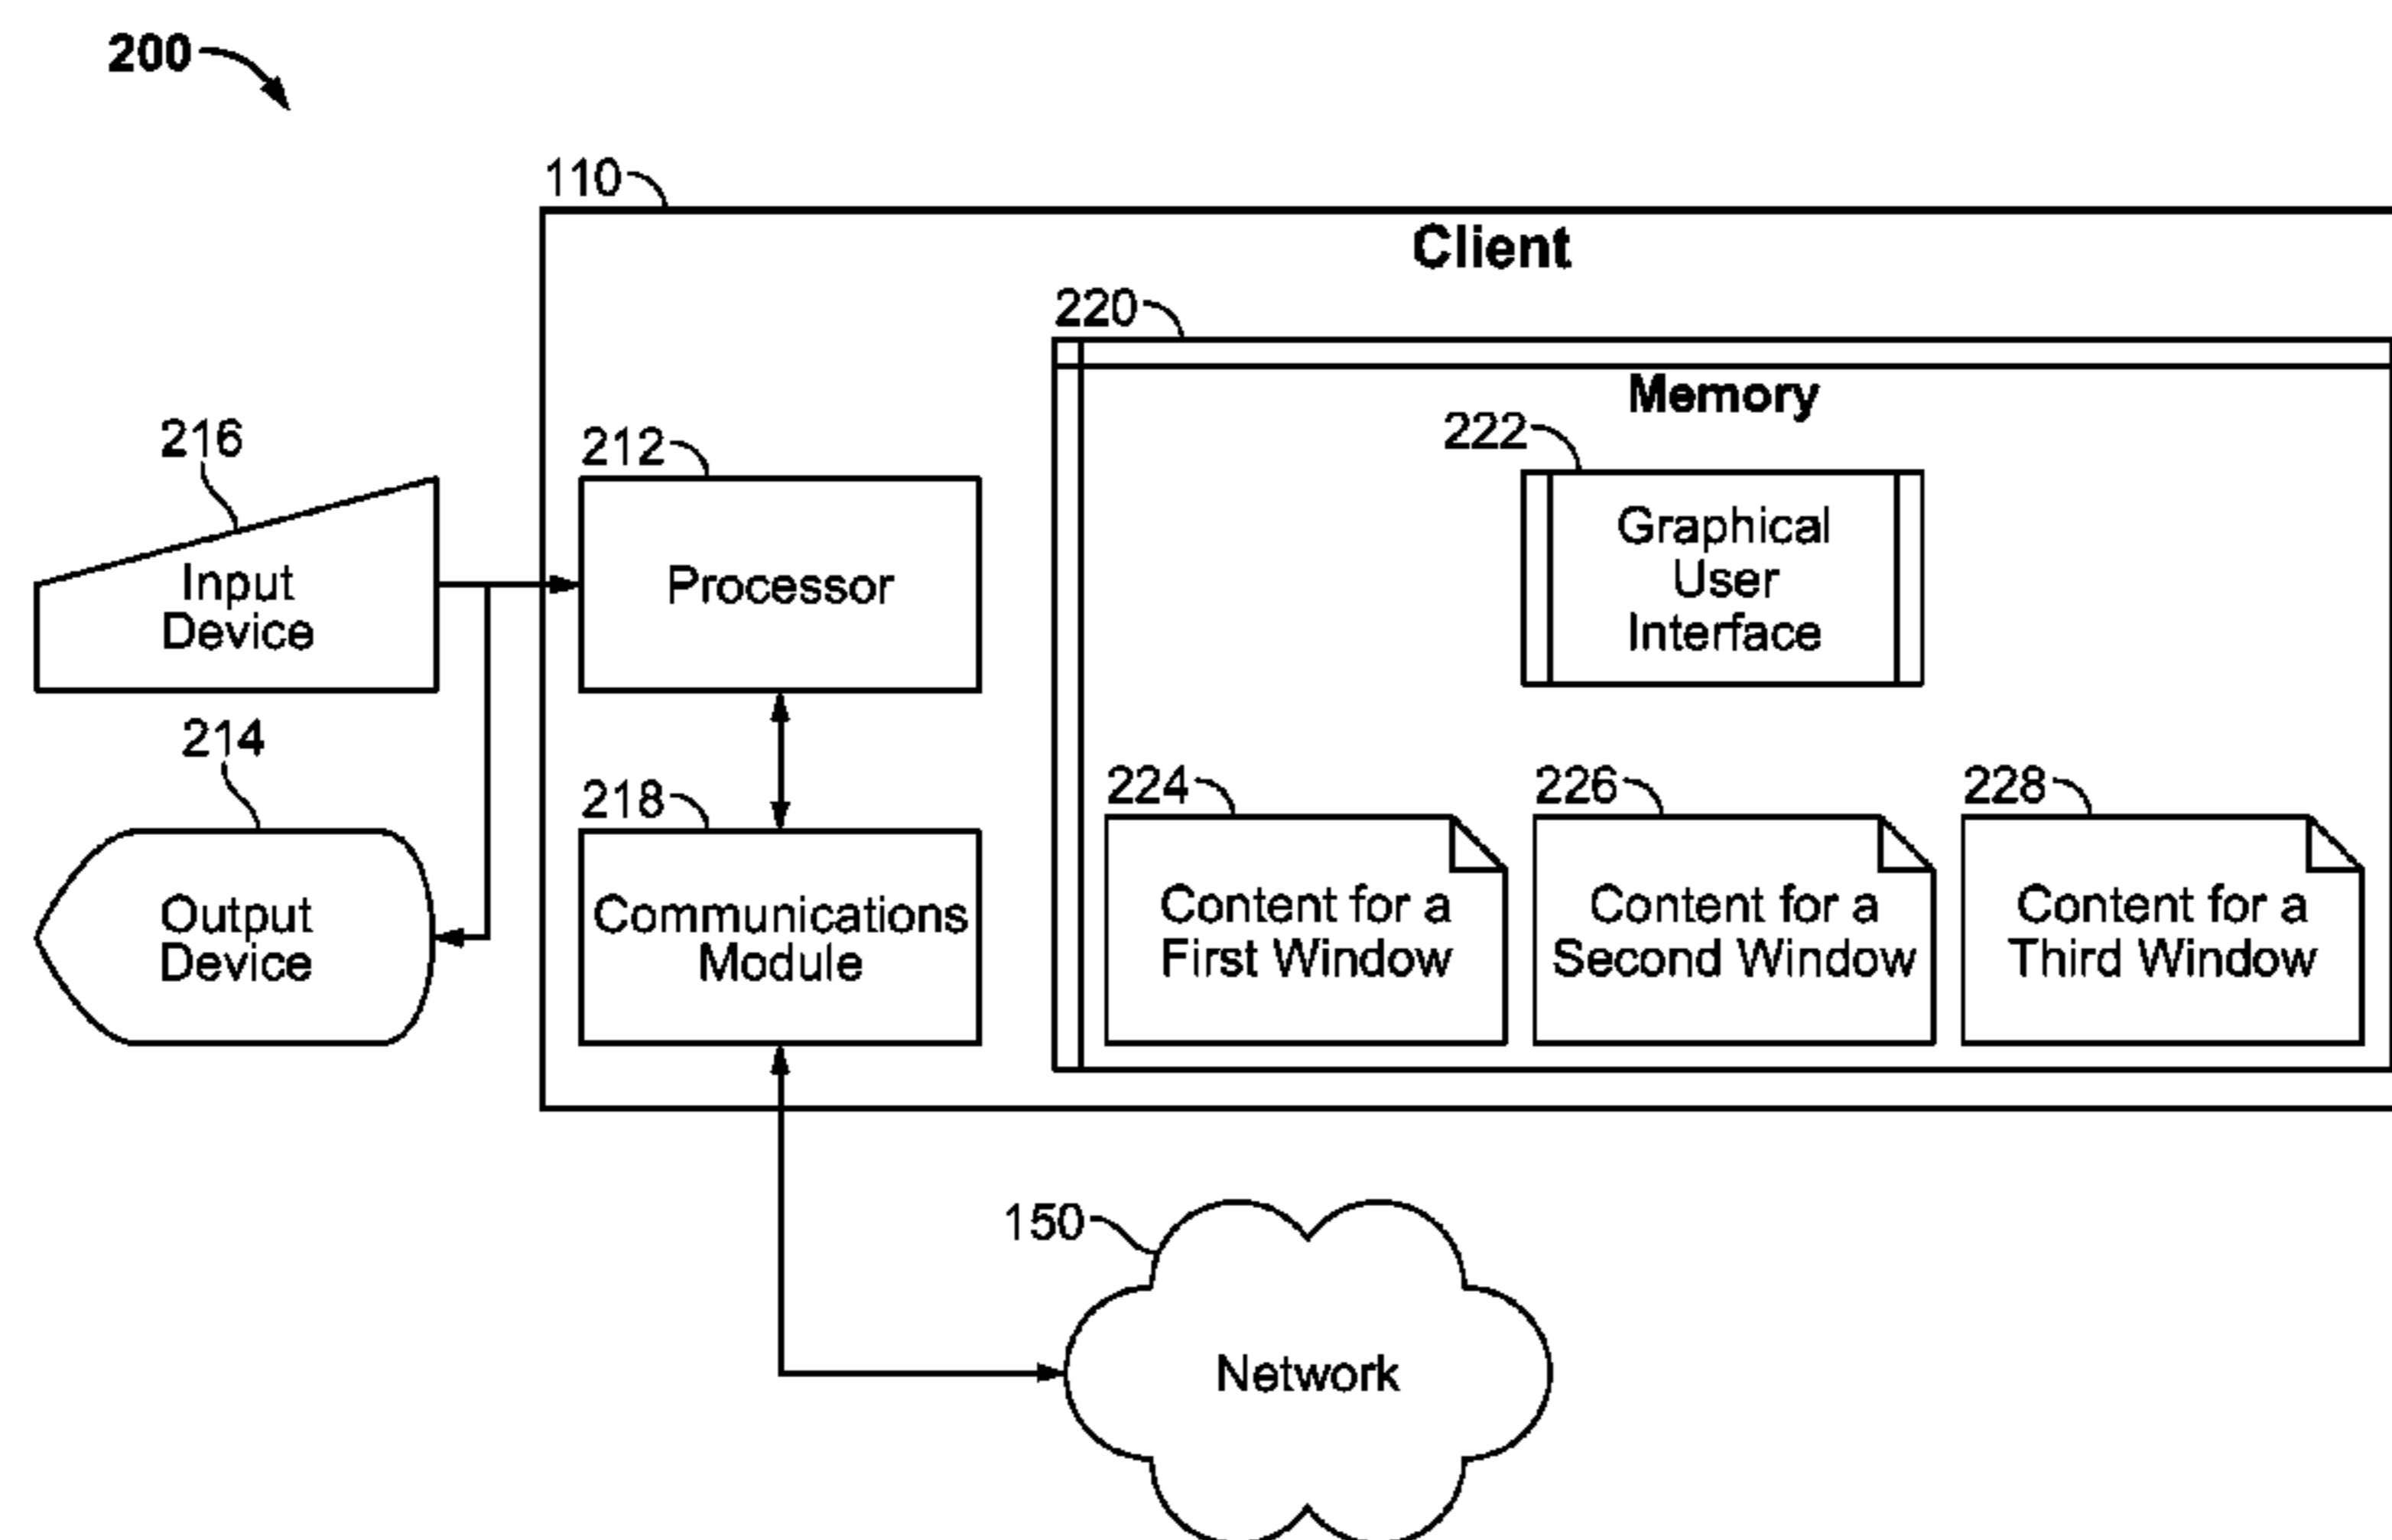 200
110
Client
220
Memory
216
212
222
Input
Device
Processor
Graphical
User
Interface
214
218
224
226
228
Output
Device
Communications
Module
Content for a
First Window
Content for a
Second Window
Content for a
Third Window
150
Network